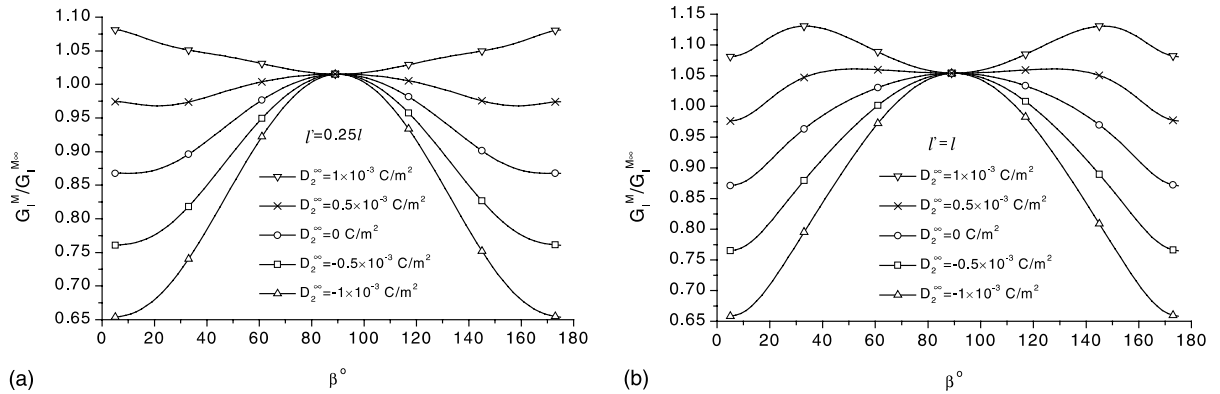 1.10
1.05
1.00
0.95
0.90
0.85
0.80
0.75
0.70
0.65
G_I^M/G_I^{M∞}
l'=0.25l
D_2^∞=1×10^{-3} C/m^2
D_2^∞=0.5×10^{-3} C/m^2
D_2^∞=0 C/m^2
D_2^∞=-0.5×10^{-3} C/m^2
D_2^∞=-1×10^{-3} C/m^2
0 20 40 60 80 100 120 140 160 180
β^o
(a)
1.15
1.10
1.05
1.00
0.95
0.90
0.85
0.80
0.75
0.70
0.65
G_I^M/G_I^{M∞}
l'=l
D_2^∞=1×10^{-3} C/m^2
D_2^∞=0.5×10^{-3} C/m^2
D_2^∞=0 C/m^2
D_2^∞=-0.5×10^{-3} C/m^2
D_2^∞=-1×10^{-3} C/m^2
0 20 40 60 80 100 120 140 160 180
β^o
(b)